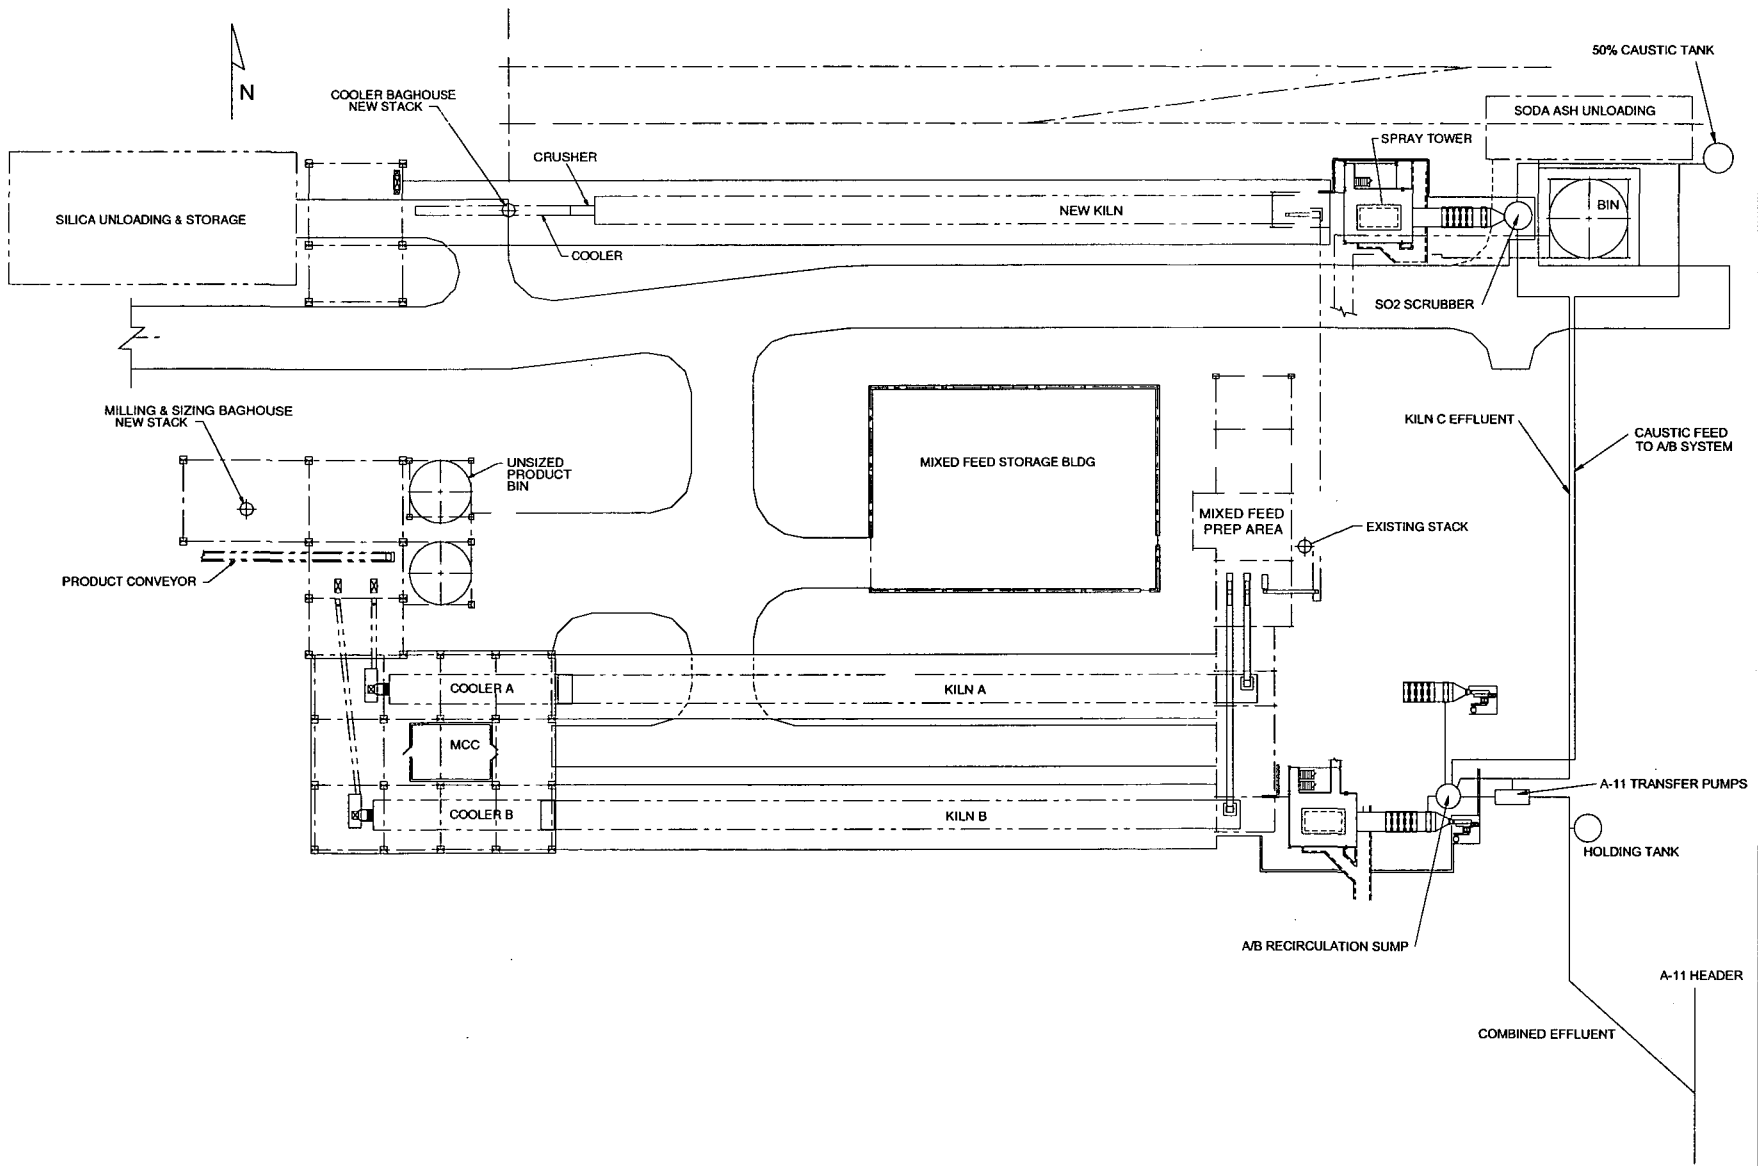 50% CAUSTIC TANK
N
COOLER BAGHOUSE
NEW STACK
SODA ASH UNLOADING
SPRAY TOWER
CRUSHER
SILICA UNLOADING & STORAGE
NEW KILN
BIN
COOLER
SO2 SCRUBBER
MILLING & SIZING BAGHOUSE
NEW STACK
KILN C EFFLUENT
CAUSTIC FEED
TO A/B SYSTEM
UNSIZED
PRODUCT
BIN
MIXED FEED STORAGE BLDG
MIXED FEED
PREP AREA
EXISTING STACK
PRODUCT CONVEYOR
COOLER A
KILN A
MCC
A-11 TRANSFER PUMPS
COOLER B
KILN B
HOLDING TANK
A/B RECIRCULATION SUMP
A-11 HEADER
COMBINED EFFLUENT